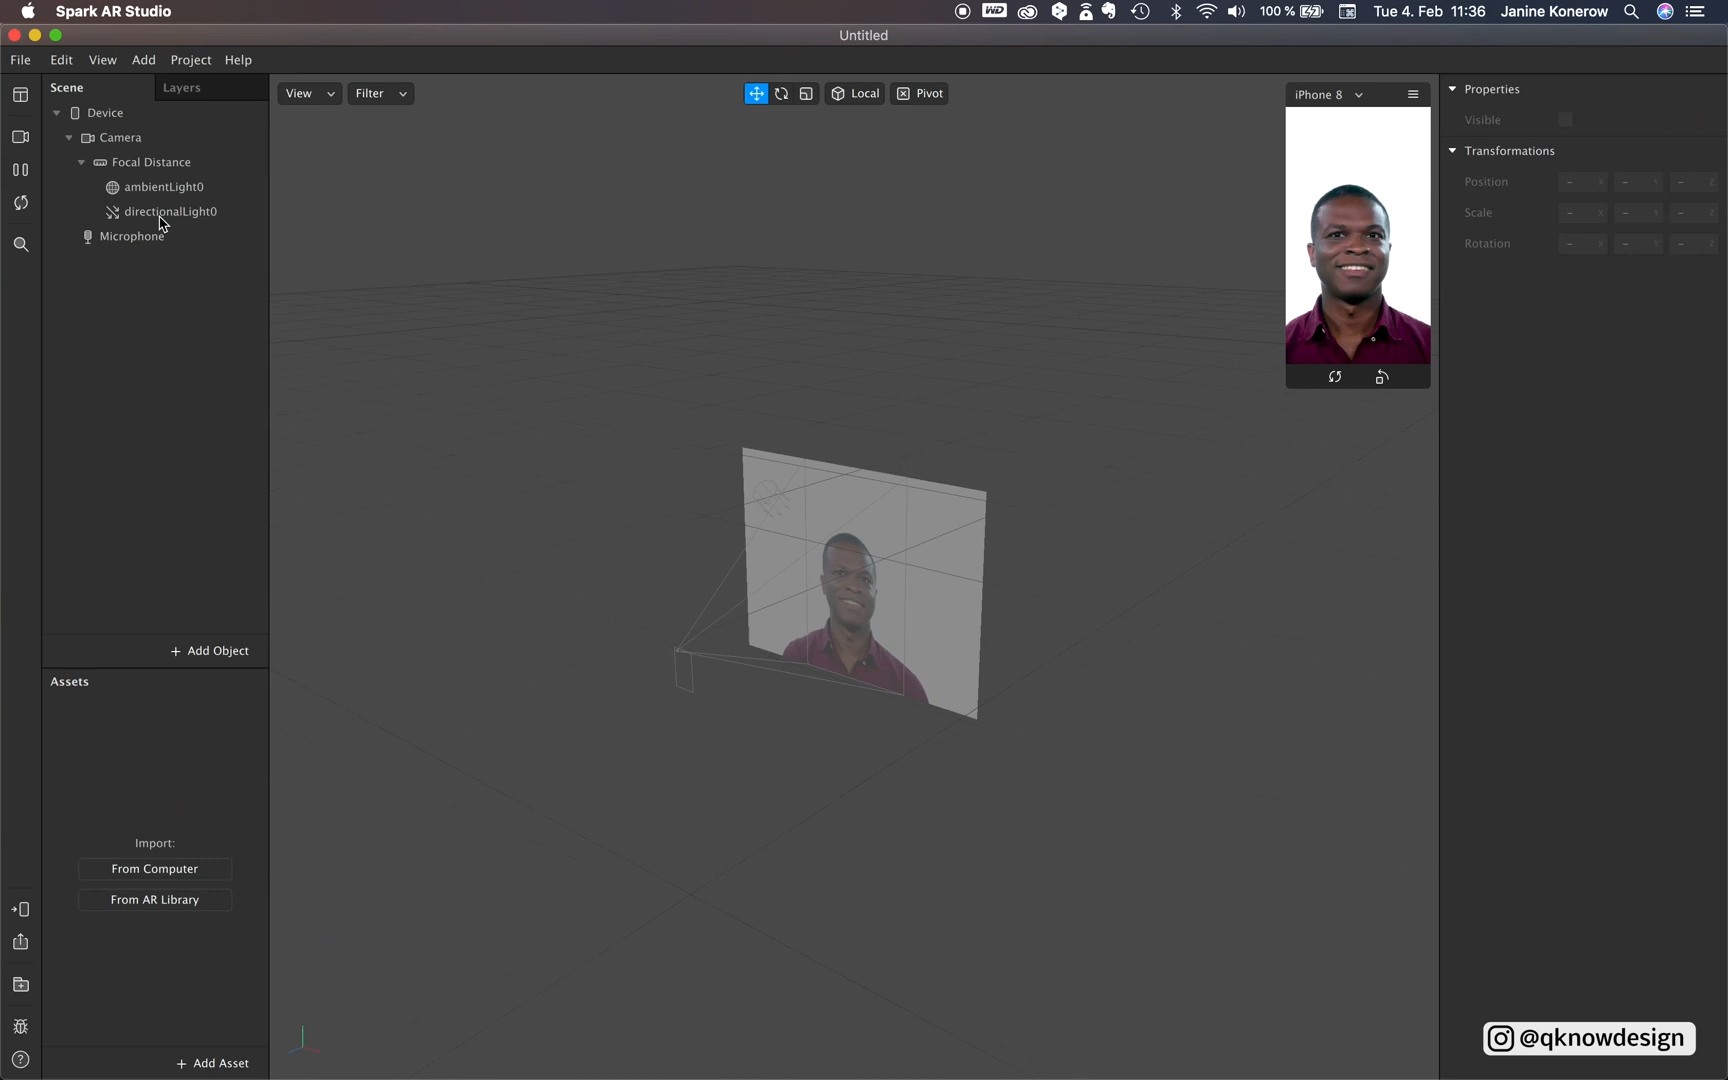 Spark AR Studio
WD
100 %
Tue 4. Feb 11:36
Janine Konerow
Untitled
File Edit View Add Project Help
Scene Layers
Device
Camera
Focal Distance
ambientLight0
directionalLight0
Microphone
+ Add Object
Assets
Import:
From Computer
From AR Library
+ Add Asset
View Filter
Local Pivot
iPhone 8
Properties
Visible
Transformations
Position – X – Y – Z
Scale – X – Y – Z
Rotation – X – Y – Z
@qknowdesign